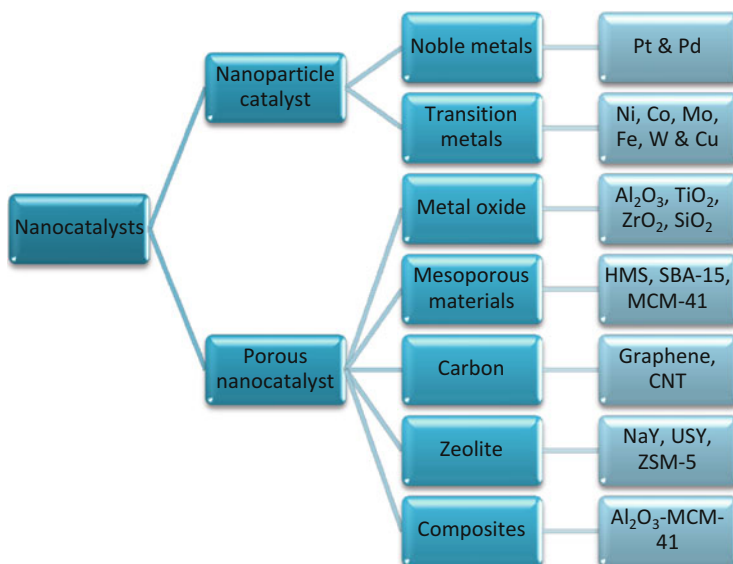 Nanocatalysts
Nanoparticle
catalyst
Noble metals
Pt & Pd
Transition
metals
Ni, Co, Mo,
Fe, W & Cu
Porous
nanocatalyst
Metal oxide
Al₂O₃, TiO₂,
ZrO₂, SiO₂
Mesoporous
materials
HMS, SBA-15,
MCM-41
Carbon
Graphene,
CNT
Zeolite
NaY, USY,
ZSM-5
Composites
Al₂O₃-MCM-
41